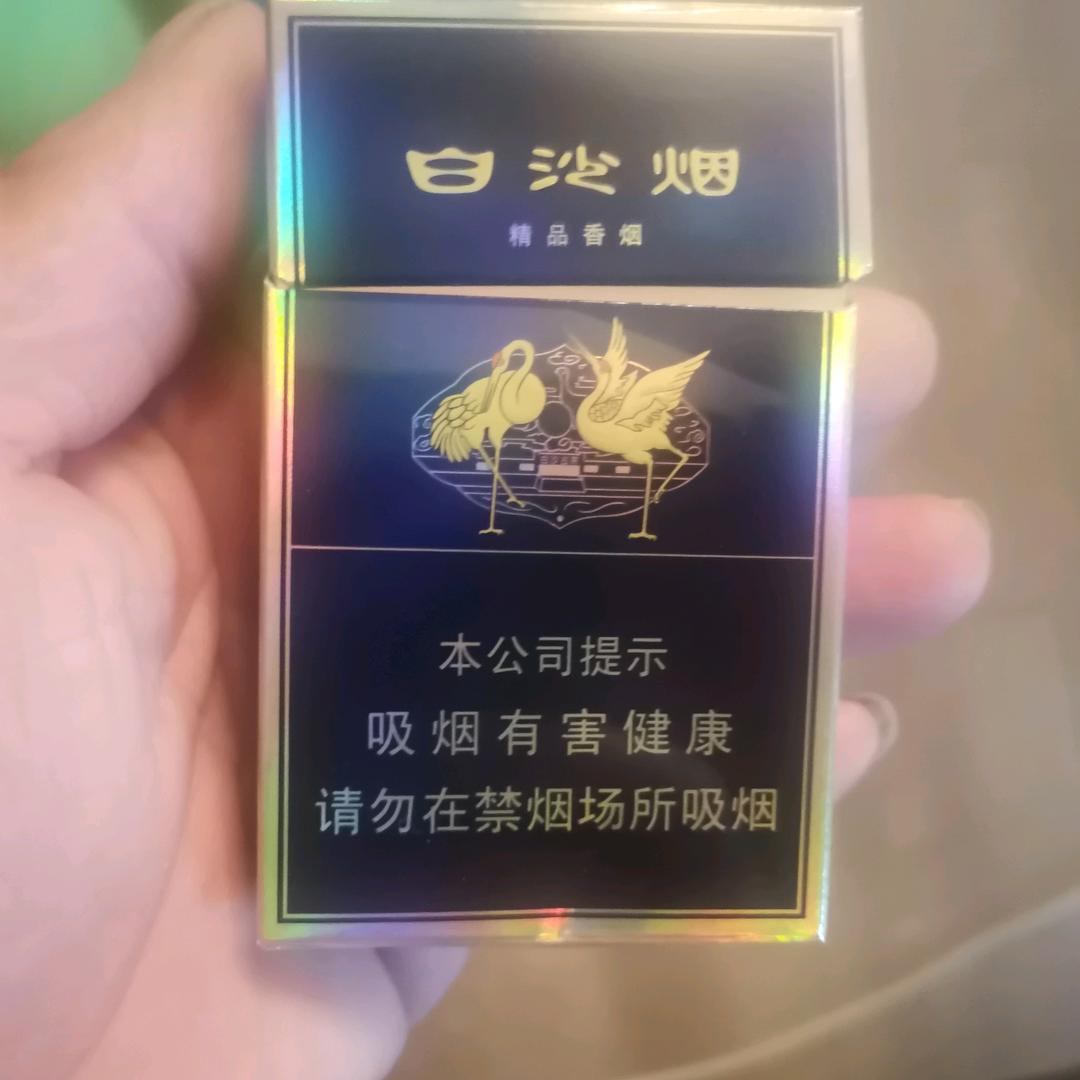 白沙烟
精品香烟
本公司提示
吸烟有害健康
请勿在禁烟场所吸烟